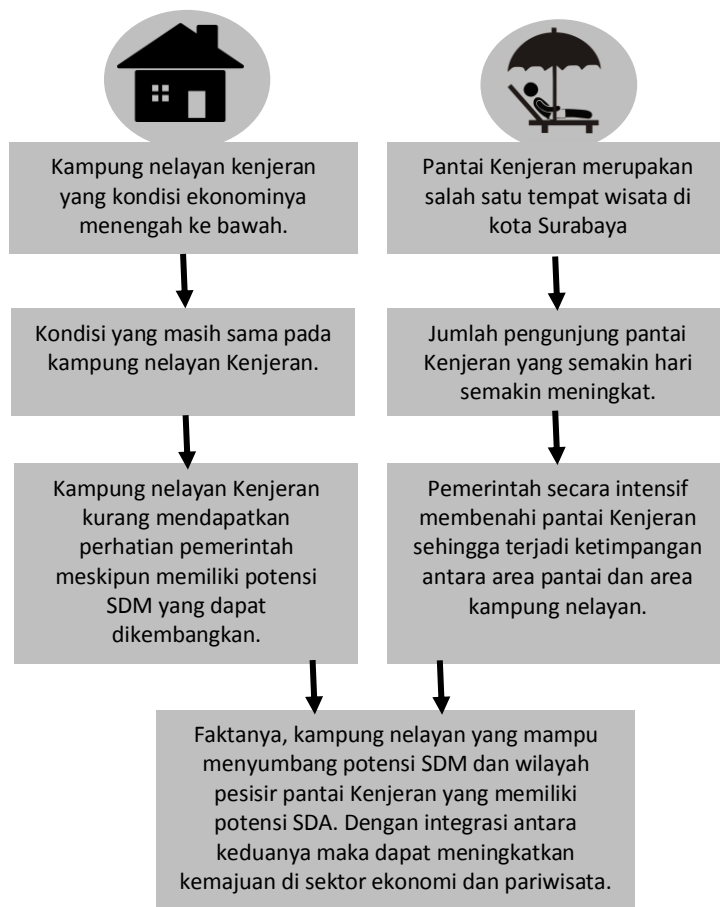 Kampung nelayan kenjeran
yang kondisi ekonominya
menengah ke bawah.
Kondisi yang masih sama pada
kampung nelayan Kenjeran.
Kampung nelayan Kenjeran
kurang mendapatkan
perhatian pemerintah
meskipun memiliki potensi
SDM yang dapat
dikembangkan.
Pantai Kenjeran merupakan
salah satu tempat wisata di
kota Surabaya
Jumlah pengunjung pantai
Kenjeran yang semakin hari
semakin meningkat.
Pemerintah secara intensif
membenahi pantai Kenjeran
sehingga terjadi ketimpangan
antara area pantai dan area
kampung nelayan.
Faktanya, kampung nelayan yang mampu
menyumbang potensi SDM dan wilayah
pesisir pantai Kenjeran yang memiliki
potensi SDA. Dengan integrasi antara
keduanya maka dapat meningkatkan
kemajuan di sektor ekonomi dan pariwisata.